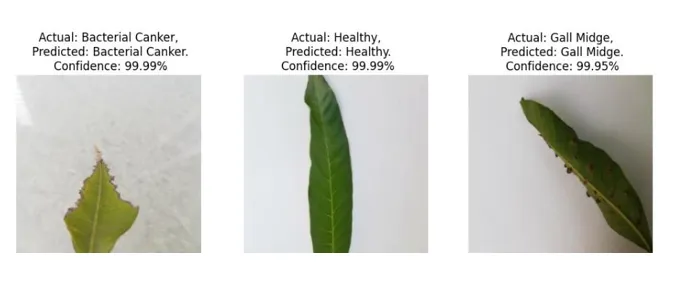 Actual: Bacterial Canker,
Predicted: Bacterial Canker.
Confidence: 99.99%
Actual: Healthy,
Predicted: Healthy.
Confidence: 99.99%
Actual: Gall Midge,
Predicted: Gall Midge.
Confidence: 99.95%